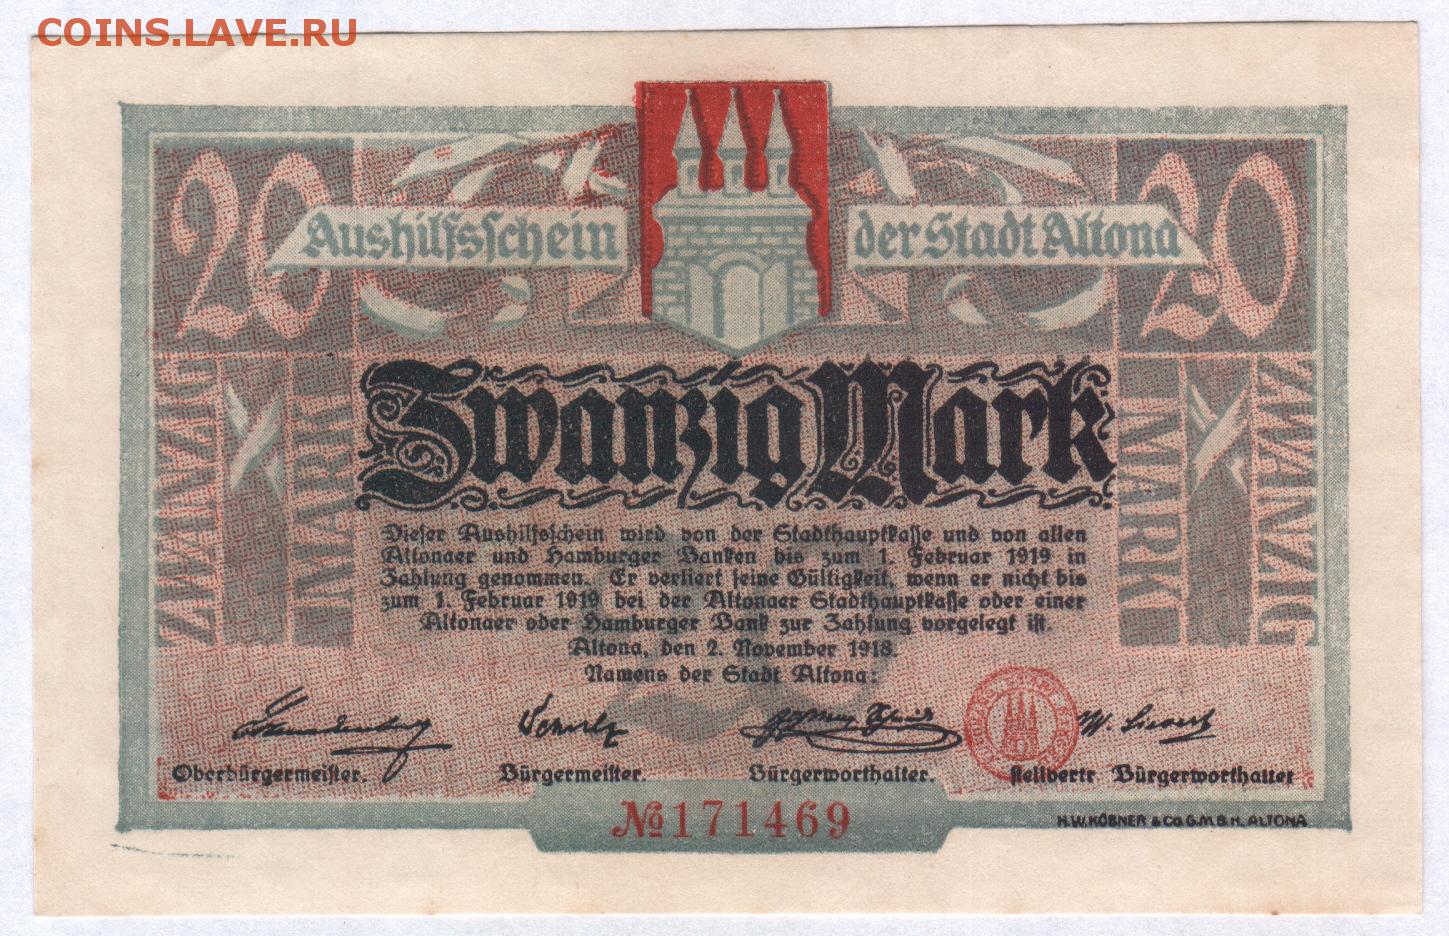 COINS.LAVE.RU
20
Aushilfsschein
der Stadt Altona
20
Zwanzig Mark
ZWANZIG
MARK
MARK
ZWANZIG
Dieser Aushilfsschein wird von der Stadthauptkasse und von allen
Altonaer und Hamburger Banken bis zum 1. Februar 1919 in
Zahlung genommen. Er verliert seine Gültigkeit, wenn er nicht bis
zum 1. Februar 1919 bei der Altonaer Stadthauptkasse oder einer
Altonaer oder Hamburger Bank zur Zahlung vorgelegt ist.
Altona, den 2. November 1918.
Namens der Stadt Altona:
W. Sievert
Oberbürgermeister.
Bürgermeister.
Bürgerworthalter.
stellvertr Bürgerworthalter
№171469
H.W.KÖBNER & CO G.M.B.H. ALTONA